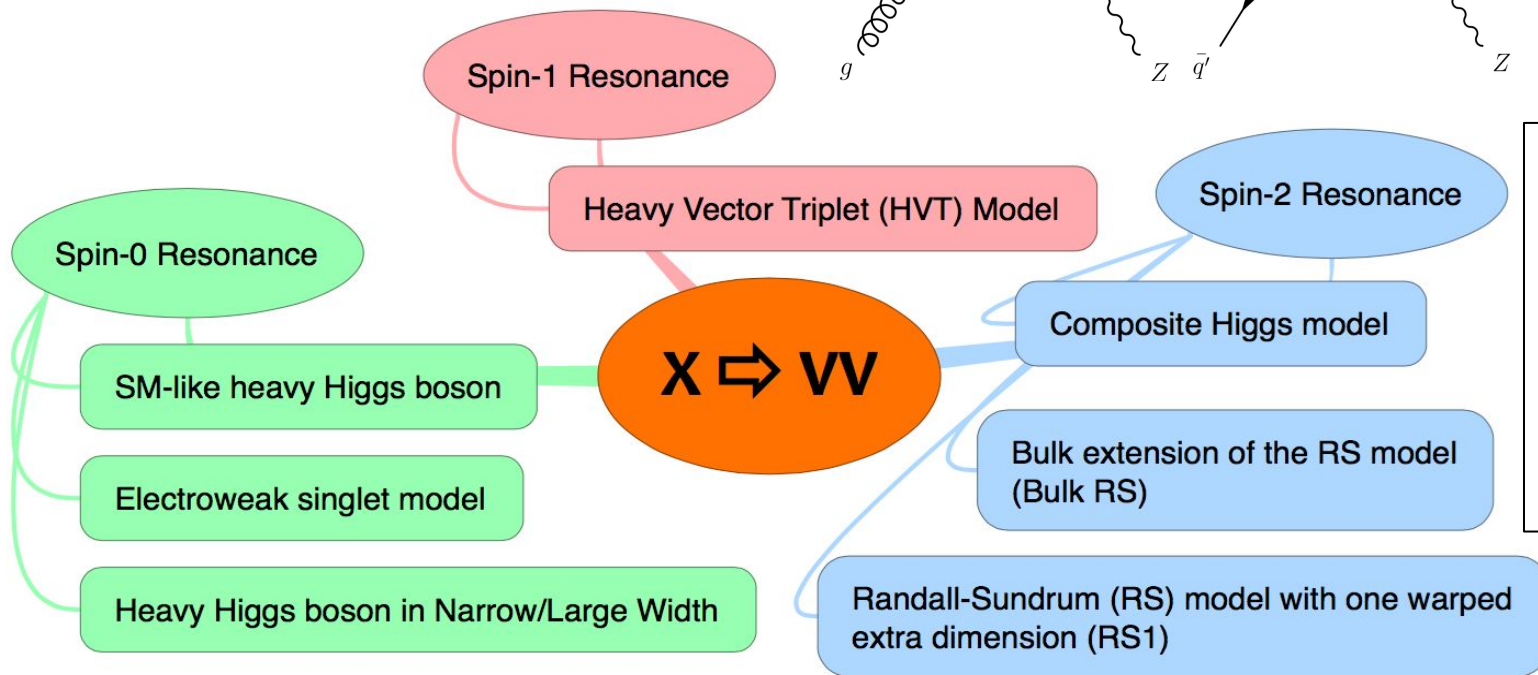 g
Z
q̄′
Z
Spin-1 Resonance
Heavy Vector Triplet (HVT) Model
Spin-2 Resonance
Spin-0 Resonance
Composite Higgs model
X ⇨ VV
SM-like heavy Higgs boson
Bulk extension of the RS model
(Bulk RS)
Electroweak singlet model
Heavy Higgs boson in Narrow/Large Width
Randall-Sundrum (RS) model with one warped
extra dimension (RS1)